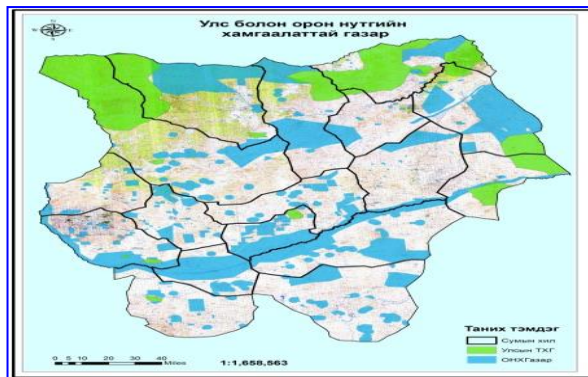 Улс болон орон нутгийн
хамгаалаттай газар
Таних тэмдэг
Сумын хил
Улсын ТХГ
ОНХГазар
0 5 10 20 30 40
Miles
1:1,658,563